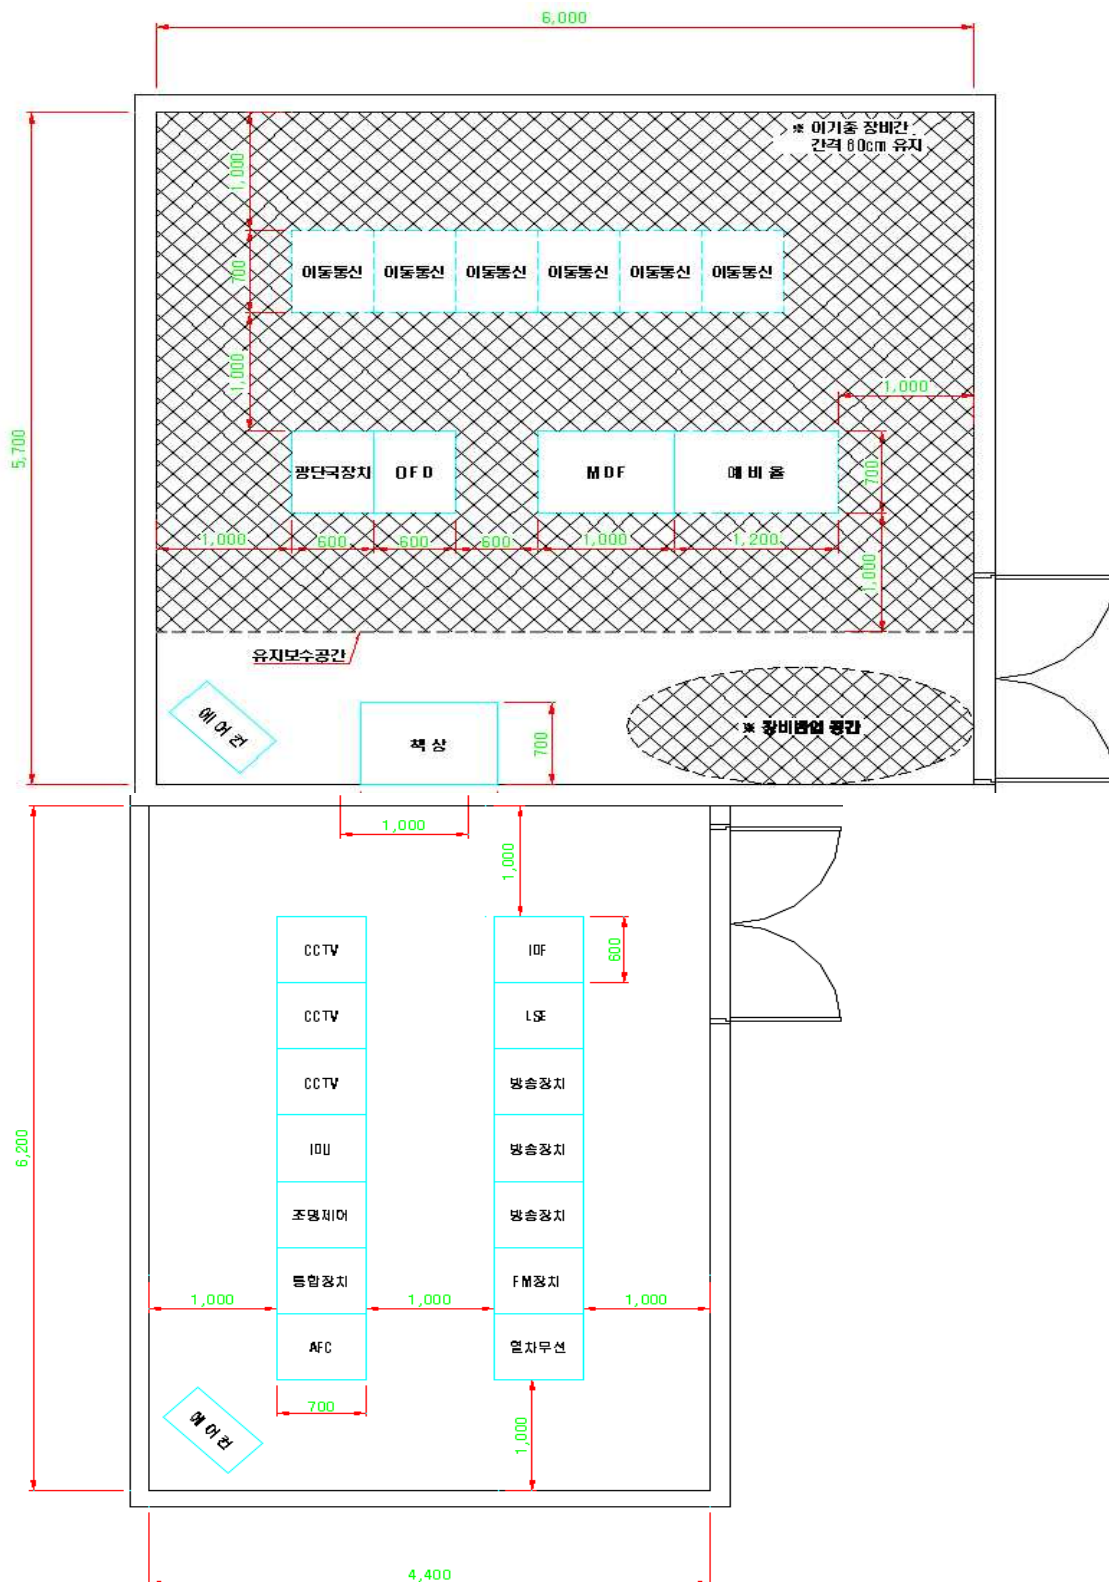 6,000
※ 이기종 장비간
간격 60cm 유지
1,000
5,700
700
이동통신 이동통신 이동통신 이동통신 이동통신 이동통신
1,000
1,000
광단국장치 OFD MDF 예비율
700
1,000 600 600 600 1,000 1,200
1,000
유지보수공간
에어컨
책상
700
※ 장비반입 공간
1,000
1,000
6,200
CCTV
IDF
600
CCTV
LSE
CCTV
방송장치
방송장치
조명제어
방송장치
통합장치
FM장치
1,000 1,000 1,000
AFC
열차무선
700
1,000
에어컨
4,400